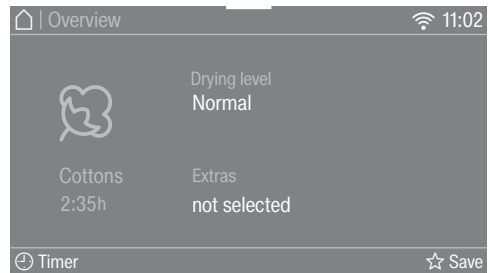 | Overview 11:02
Drying level
Normal
Cottons
2:35h
Extras
not selected
Timer Save